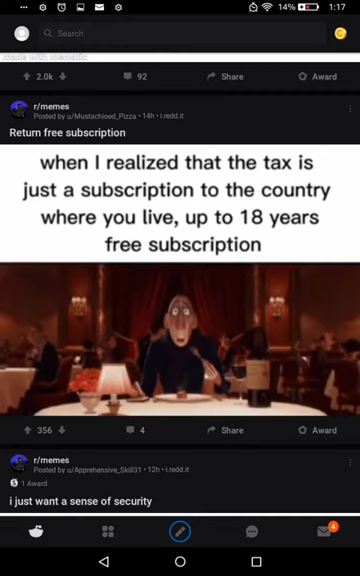 14% 1:17
Search
made with mematic
2.0k 92 Share Award
r/memes
Posted by u/Mustachioed_Pizza • 14h • i.redd.it
Return free subscription
when I realized that the tax is
just a subscription to the country
where you live, up to 18 years
free subscription
356 4 Share Award
r/memes
Posted by u/Apprehensive_Skill31 • 12h • i.redd.it
S 1 Award
i just want a sense of security
4